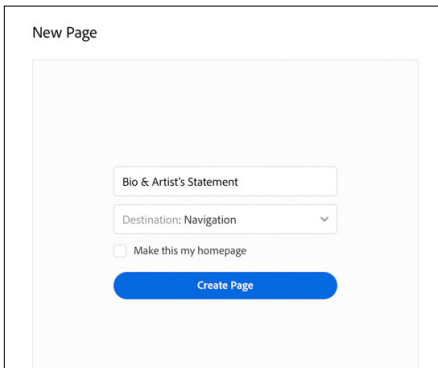 New Page
Bio & Artist's Statement
Destination: Navigation
Make this my homepage
Create Page